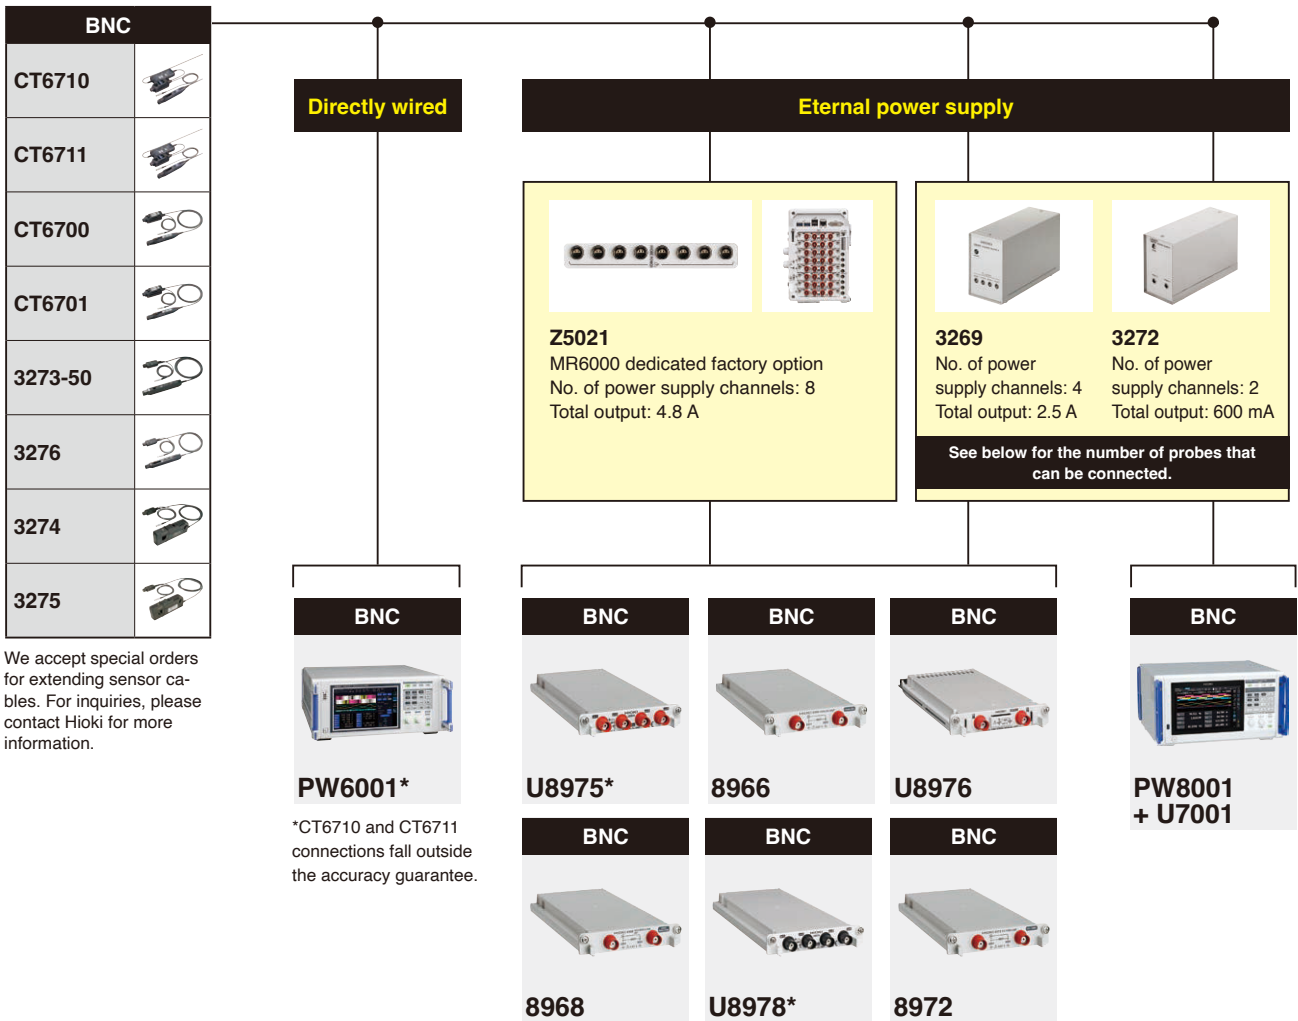 BNC
CT6710
CT6711
CT6700
CT6701
3273-50
3276
3274
3275
We accept special orders
for extending sensor ca-
bles. For inquiries, please
contact Hioki for more
information.
Directly wired
Eternal power supply
Z5021
MR6000 dedicated factory option
No. of power supply channels: 8
Total output: 4.8 A
3269
No. of power
supply channels: 4
Total output: 2.5 A
3272
No. of power
supply channels: 2
Total output: 600 mA
See below for the number of probes that
can be connected.
BNC
PW6001*
*CT6710 and CT6711
connections fall outside
the accuracy guarantee.
BNC
U8975*
BNC
8966
BNC
U8976
BNC
PW8001
+ U7001
BNC
8968
BNC
U8978*
BNC
8972